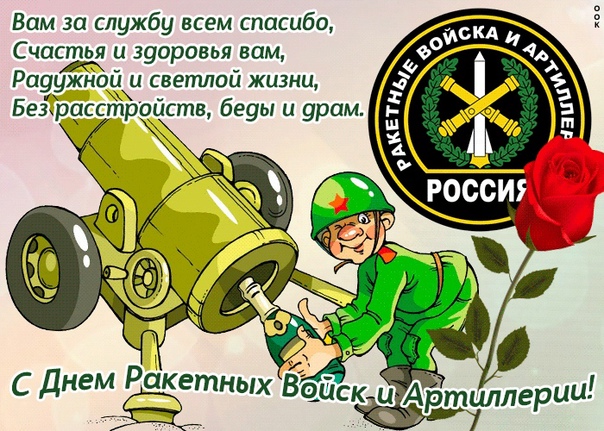 Вам за службу всем спасибо,
Счастья и здоровья вам,
Радужной и светлой жизни,
Без расстройств, беды и драм.
РАКЕТНЫЕ ВОЙСКА И АРТИЛЛЕР
РОССИЯ
С Днем Ракетных Войск и Артиллерии!